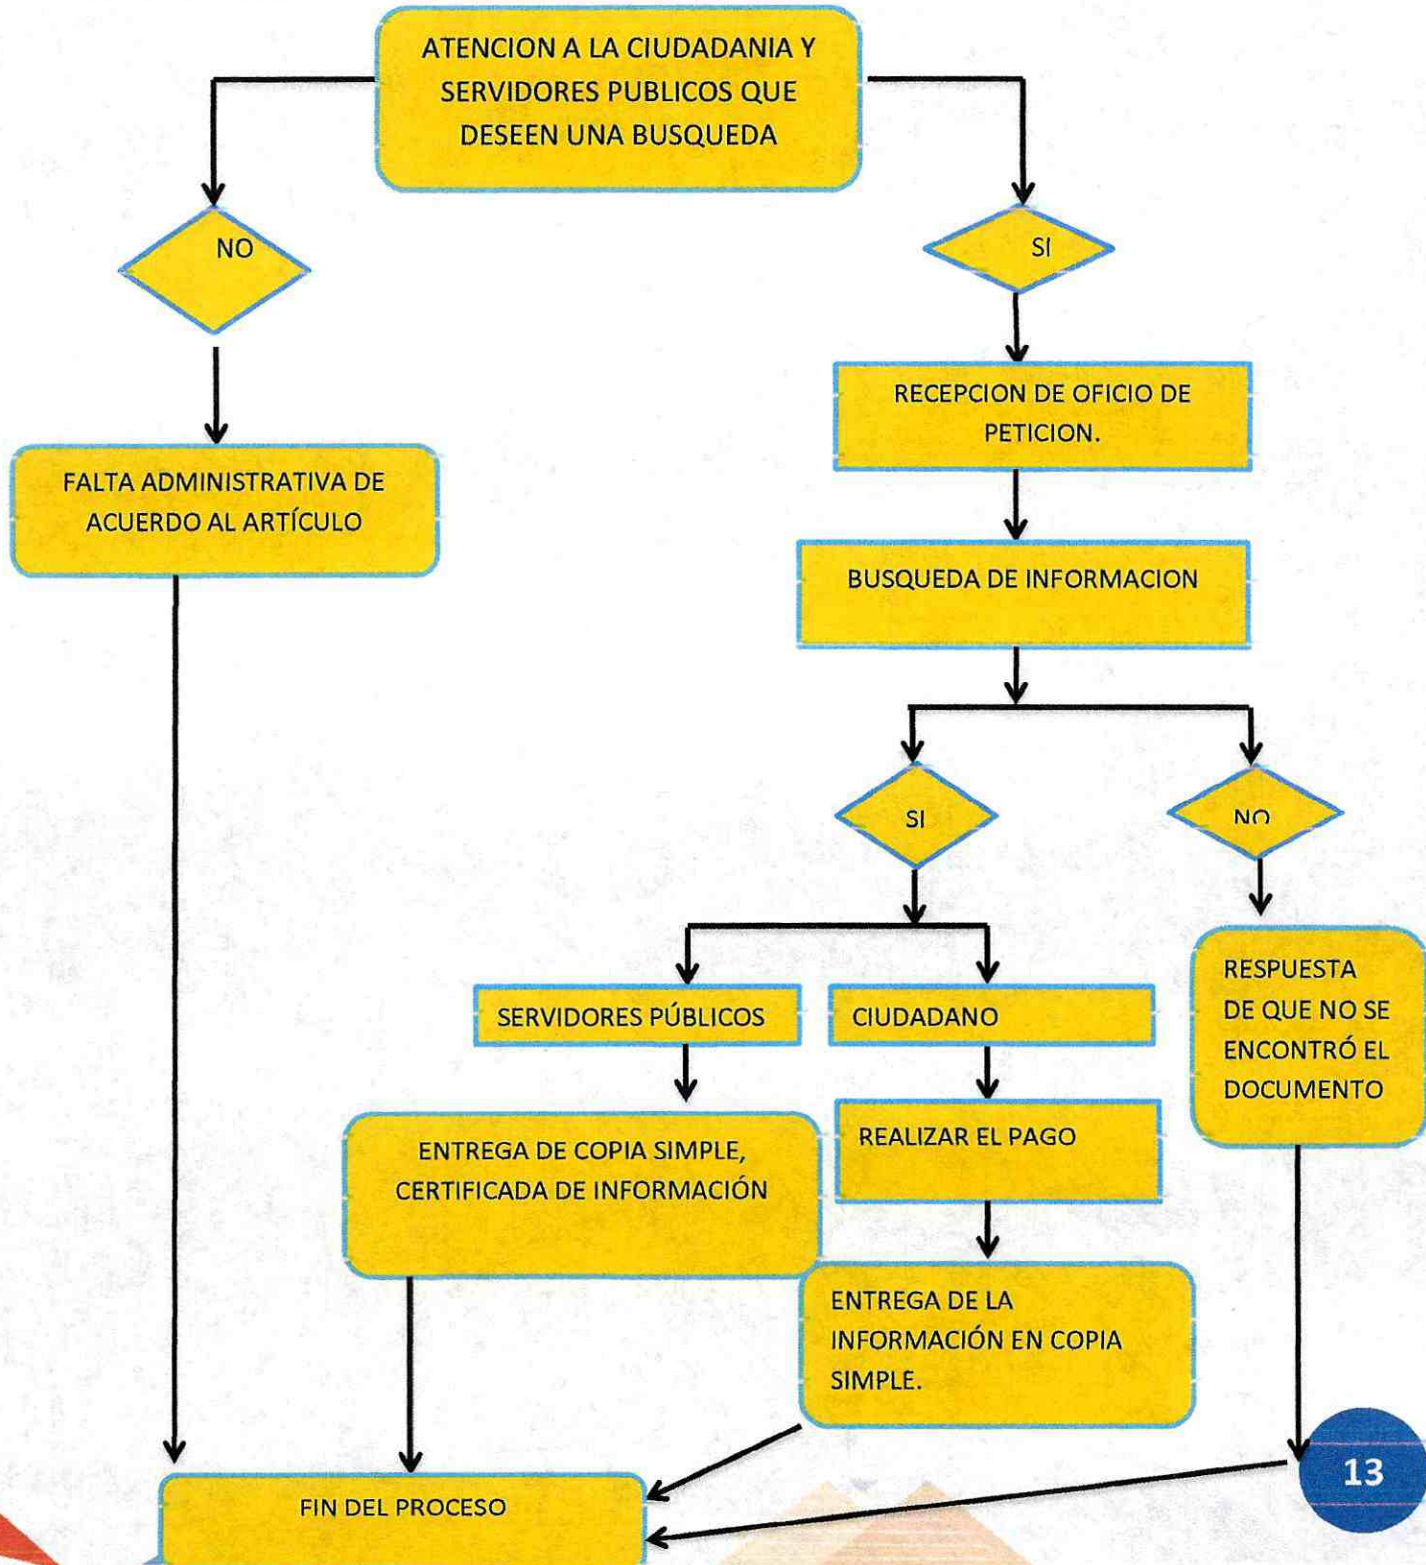 ATENCION A LA CIUDADANIA Y
SERVIDORES PUBLICOS QUE
DESEEN UNA BUSQUEDA
NO
SI
RECEPCION DE OFICIO DE
PETICION.
FALTA ADMINISTRATIVA DE
ACUERDO AL ARTÍCULO
BUSQUEDA DE INFORMACION
SI
NO
SERVIDORES PÚBLICOS
CIUDADANO
RESPUESTA
DE QUE NO SE
ENCONTRÓ EL
DOCUMENTO
ENTREGA DE COPIA SIMPLE,
CERTIFICADA DE INFORMACIÓN
REALIZAR EL PAGO
ENTREGA DE LA
INFORMACIÓN EN COPIA
SIMPLE.
FIN DEL PROCESO
13